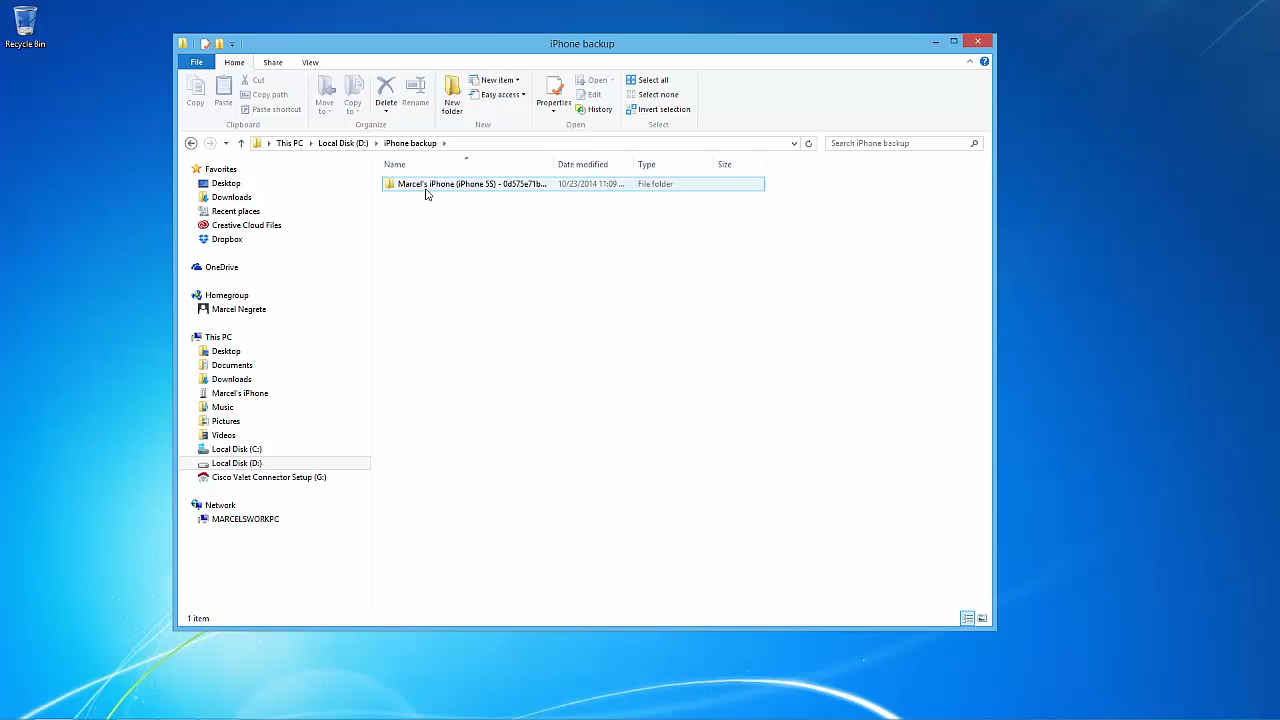 Recycle Bin
iPhone backup
File Home Share View
Copy Paste Cut Copy path Paste shortcut Move to Copy to Delete Rename New folder New item Easy access Properties Open Edit History Select all Select none Invert selection
Clipboard Organize New Open Select
This PC Local Disk (D:) iPhone backup Search iPhone backup
Name Date modified Type Size
Marcel's iPhone (iPhone 5S) - 0d575e71b... 10/23/2014 11:09 ... File folder
Favorites
Desktop
Downloads
Recent places
Creative Cloud Files
Dropbox
OneDrive
Homegroup
Marcel Negrete
This PC
Desktop
Documents
Downloads
Marcel's iPhone
Music
Pictures
Videos
Local Disk (C:)
Local Disk (D:)
Cisco Valet Connector Setup (G:)
Network
MARCELSWORKPC
1 item